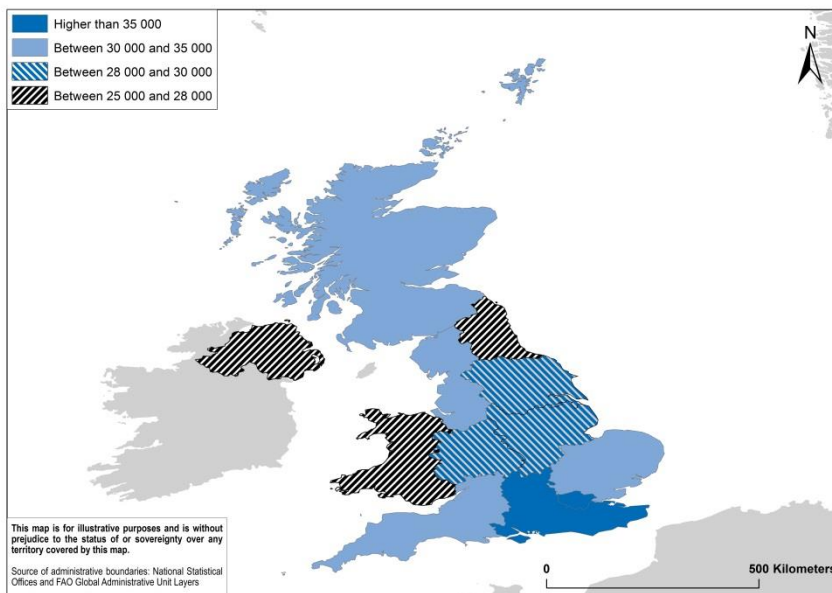 Higher than 35 000
Between 30 000 and 35 000
Between 28 000 and 30 000
Between 25 000 and 28 000
N
This map is for illustrative purposes and is without
prejudice to the status of or sovereignty over any
territory covered by this map.
Source of administrative boundaries: National Statistical
Offices and FAO Global Administrative Unit Layers
0 500 Kilometers